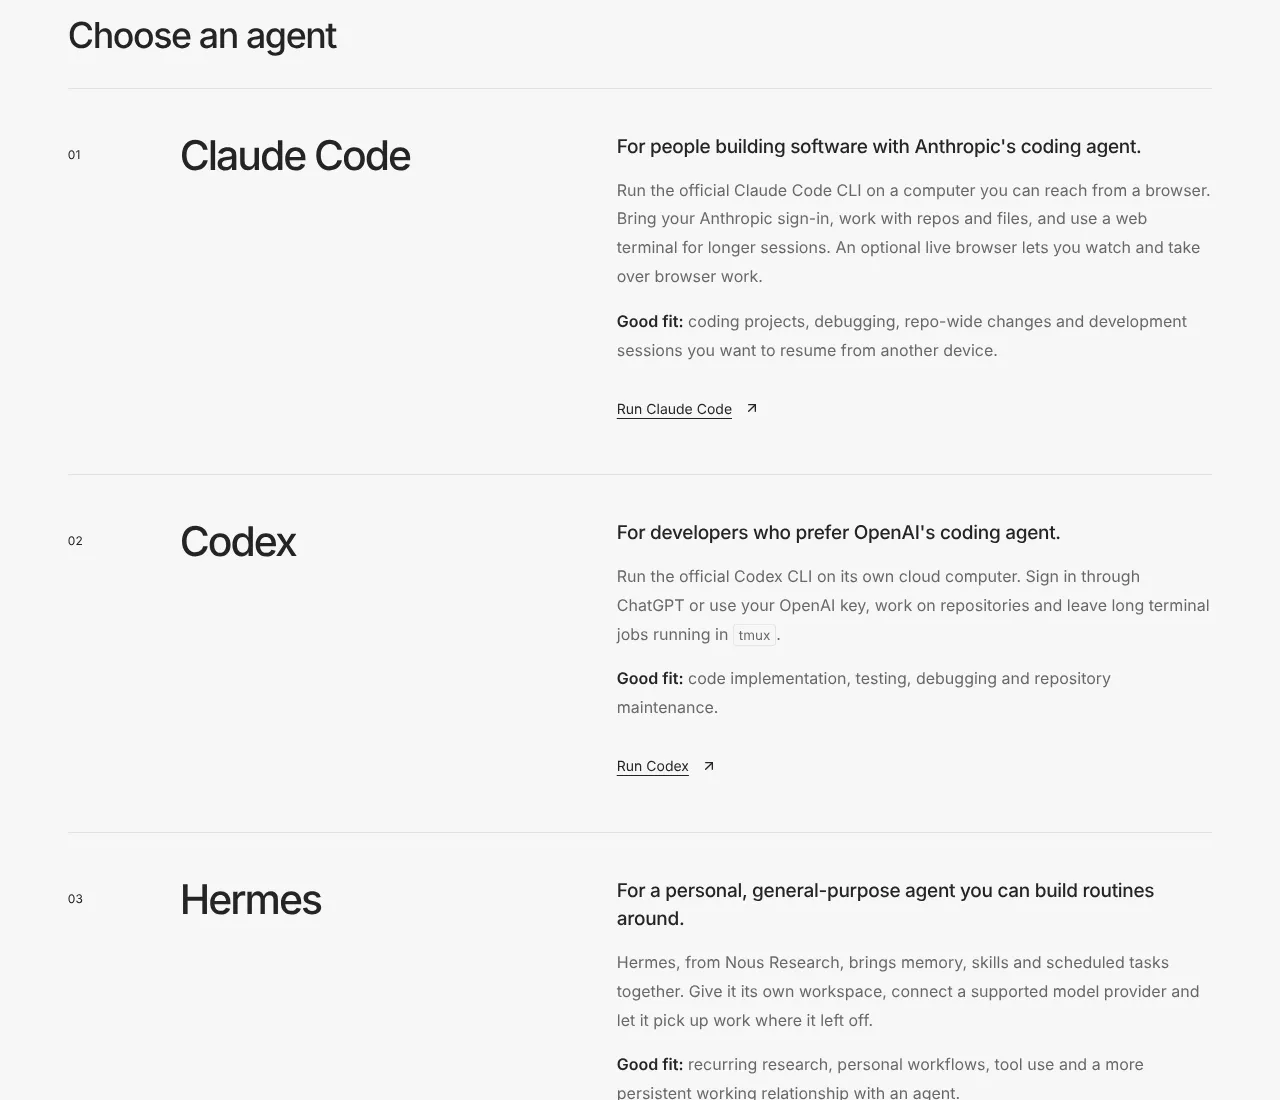 Choose an agent
01
Claude Code
For people building software with Anthropic's coding agent.
Run the official Claude Code CLI on a computer you can reach from a browser.
Bring your Anthropic sign-in, work with repos and files, and use a web
terminal for longer sessions. An optional live browser lets you watch and take
over browser work.
Good fit: coding projects, debugging, repo-wide changes and development
sessions you want to resume from another device.
Run Claude Code
02
Codex
For developers who prefer OpenAI's coding agent.
Run the official Codex CLI on its own cloud computer. Sign in through
ChatGPT or use your OpenAI key, work on repositories and leave long terminal
jobs running in tmux.
Good fit: code implementation, testing, debugging and repository
maintenance.
Run Codex
03
Hermes
For a personal, general-purpose agent you can build routines
around.
Hermes, from Nous Research, brings memory, skills and scheduled tasks
together. Give it its own workspace, connect a supported model provider and
let it pick up work where it left off.
Good fit: recurring research, personal workflows, tool use and a more
persistent working relationship with an agent.